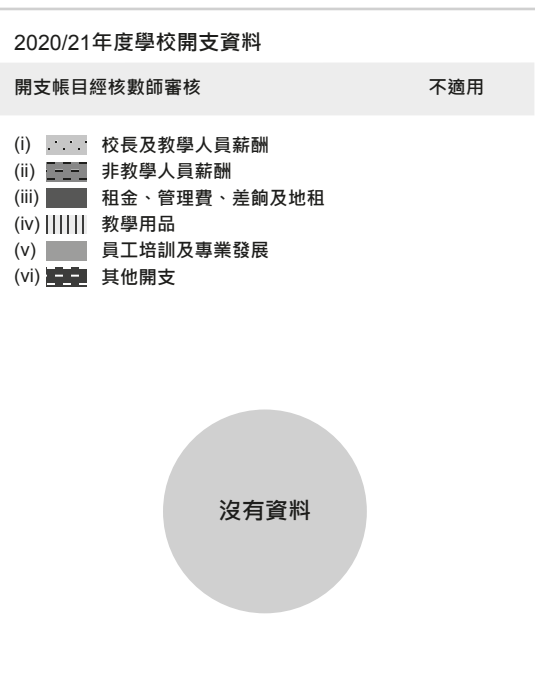 2020/21年度學校開支資料
開支帳目經核數師審核 不適用
(i) 校長及教學人員薪酬
(ii) 非教學人員薪酬
(iii) 租金、管理費、差餉及地租
(iv) 教學用品
(v) 員工培訓及專業發展
(vi) 其他開支
沒有資料